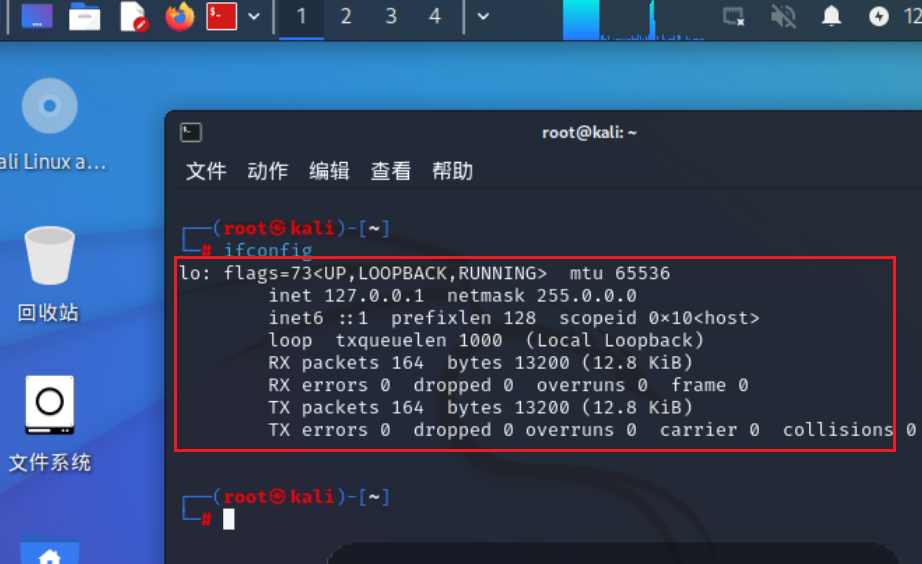 1 2 3 4
12
ali Linux a...
回收站
文件系统
root@kali: ~
文件 动作 编辑 查看 帮助
┌──(root㉿kali)-[~]
└─# ifconfig
lo: flags=73<UP,LOOPBACK,RUNNING>  mtu 65536
inet 127.0.0.1  netmask 255.0.0.0
inet6 ::1  prefixlen 128  scopeid 0x10<host>
loop  txqueuelen 1000  (Local Loopback)
RX packets 164  bytes 13200 (12.8 KiB)
RX errors 0  dropped 0  overruns 0  frame 0
TX packets 164  bytes 13200 (12.8 KiB)
TX errors 0  dropped 0 overruns 0  carrier 0  collisions 0
┌──(root㉿kali)-[~]
└─#